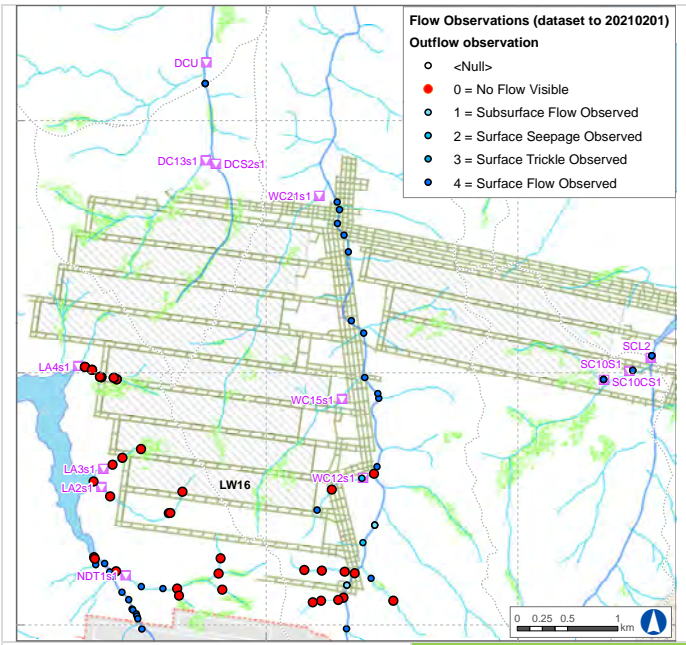 Flow Observations (dataset to 20210201)
Outflow observation
<Null>
0 = No Flow Visible
1 = Subsurface Flow Observed
2 = Surface Seepage Observed
3 = Surface Trickle Observed
4 = Surface Flow Observed
DCU
DC13s1
DCS2s1
WC21s1
SCL2
SC10S1
SC10CS1
LA4s1
WC15s1
LA3s1
LA2s1
LW16
WC12s1
NDT1s1
0 0.25 0.5 1
km